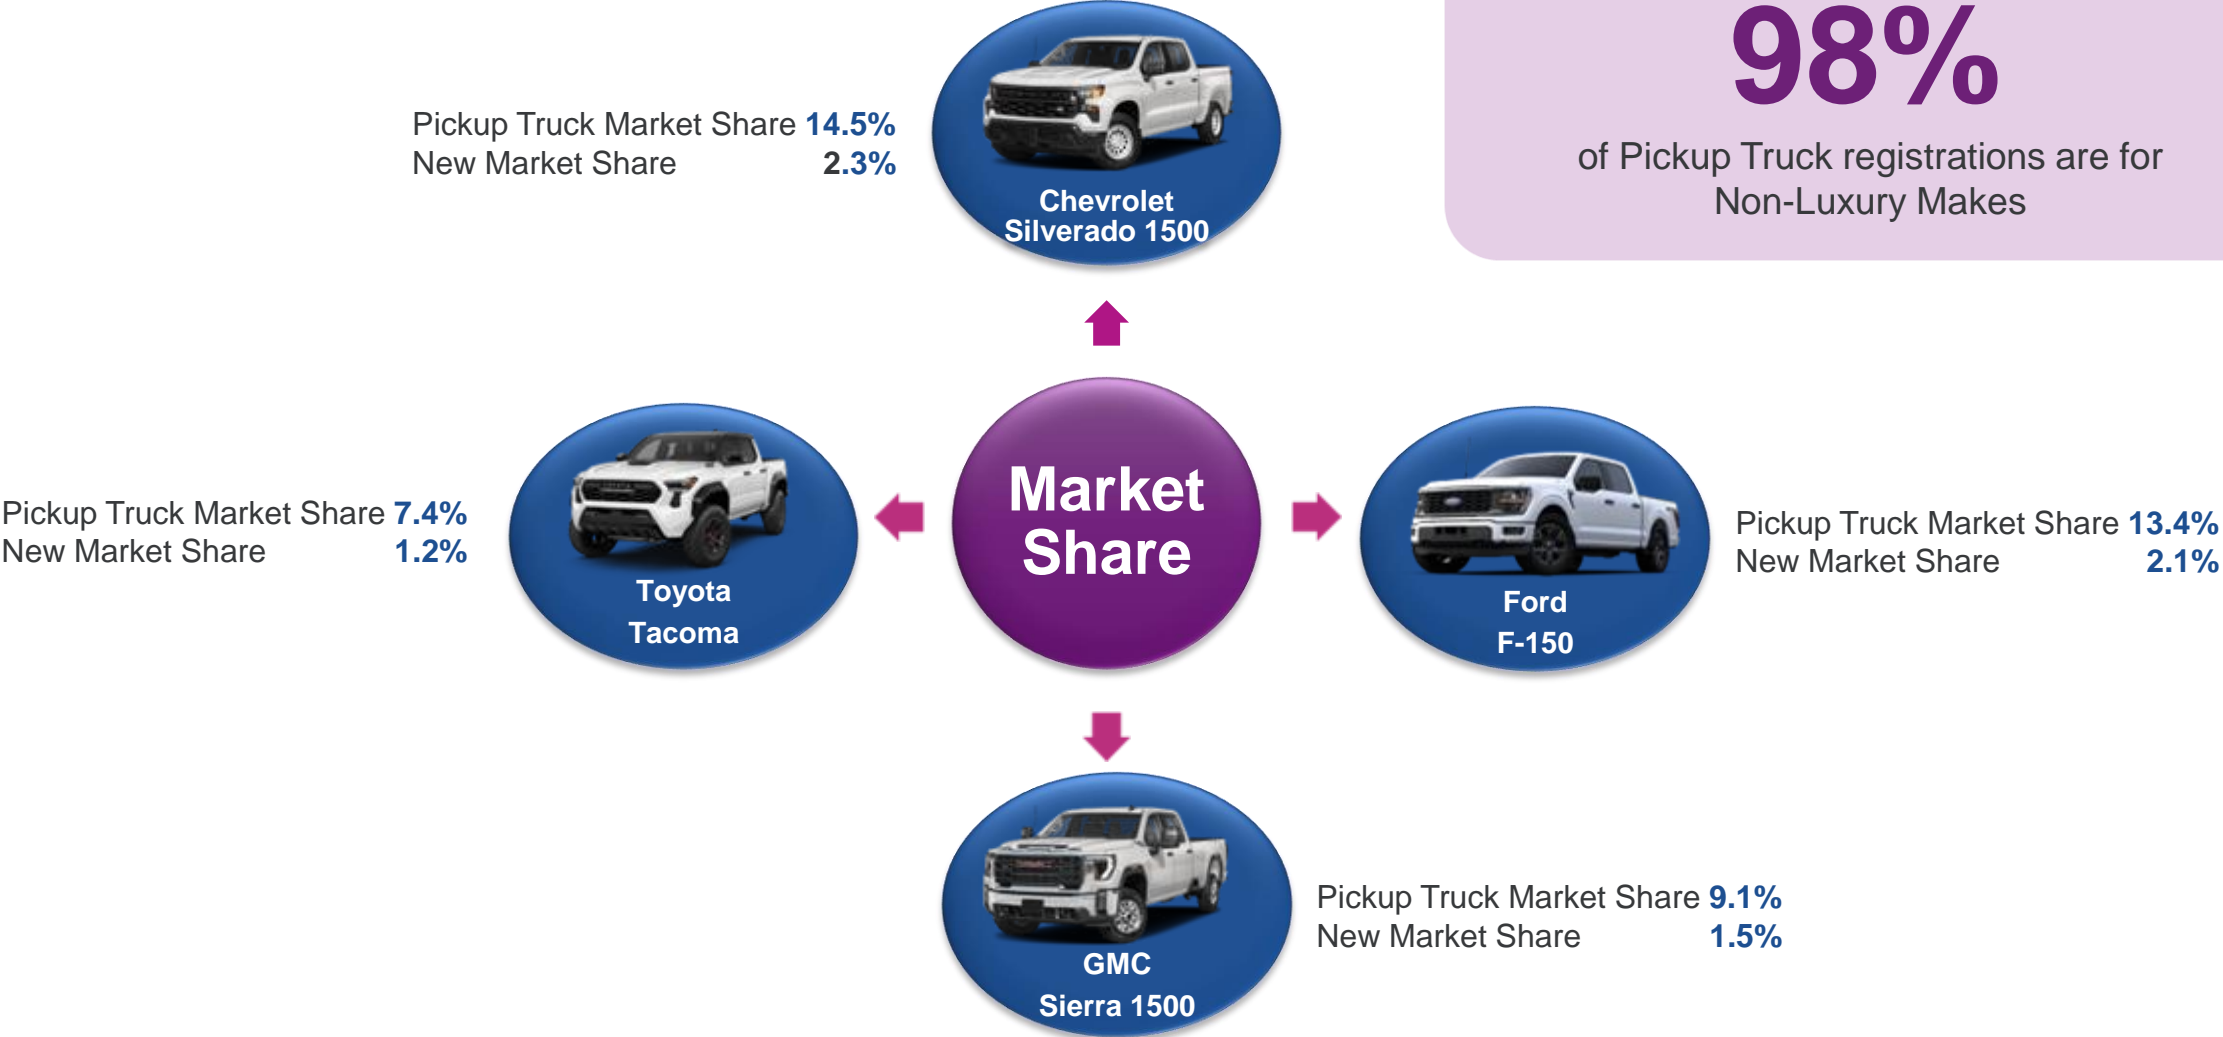 98%
of Pickup Truck registrations are for
Non-Luxury Makes
Pickup Truck Market Share 14.5%
New Market Share 2.3%
Chevrolet
Silverado 1500
Market
Share
Pickup Truck Market Share 7.4%
New Market Share 1.2%
Toyota
Tacoma
Ford
F-150
Pickup Truck Market Share 13.4%
New Market Share 2.1%
GMC
Sierra 1500
Pickup Truck Market Share 9.1%
New Market Share 1.5%